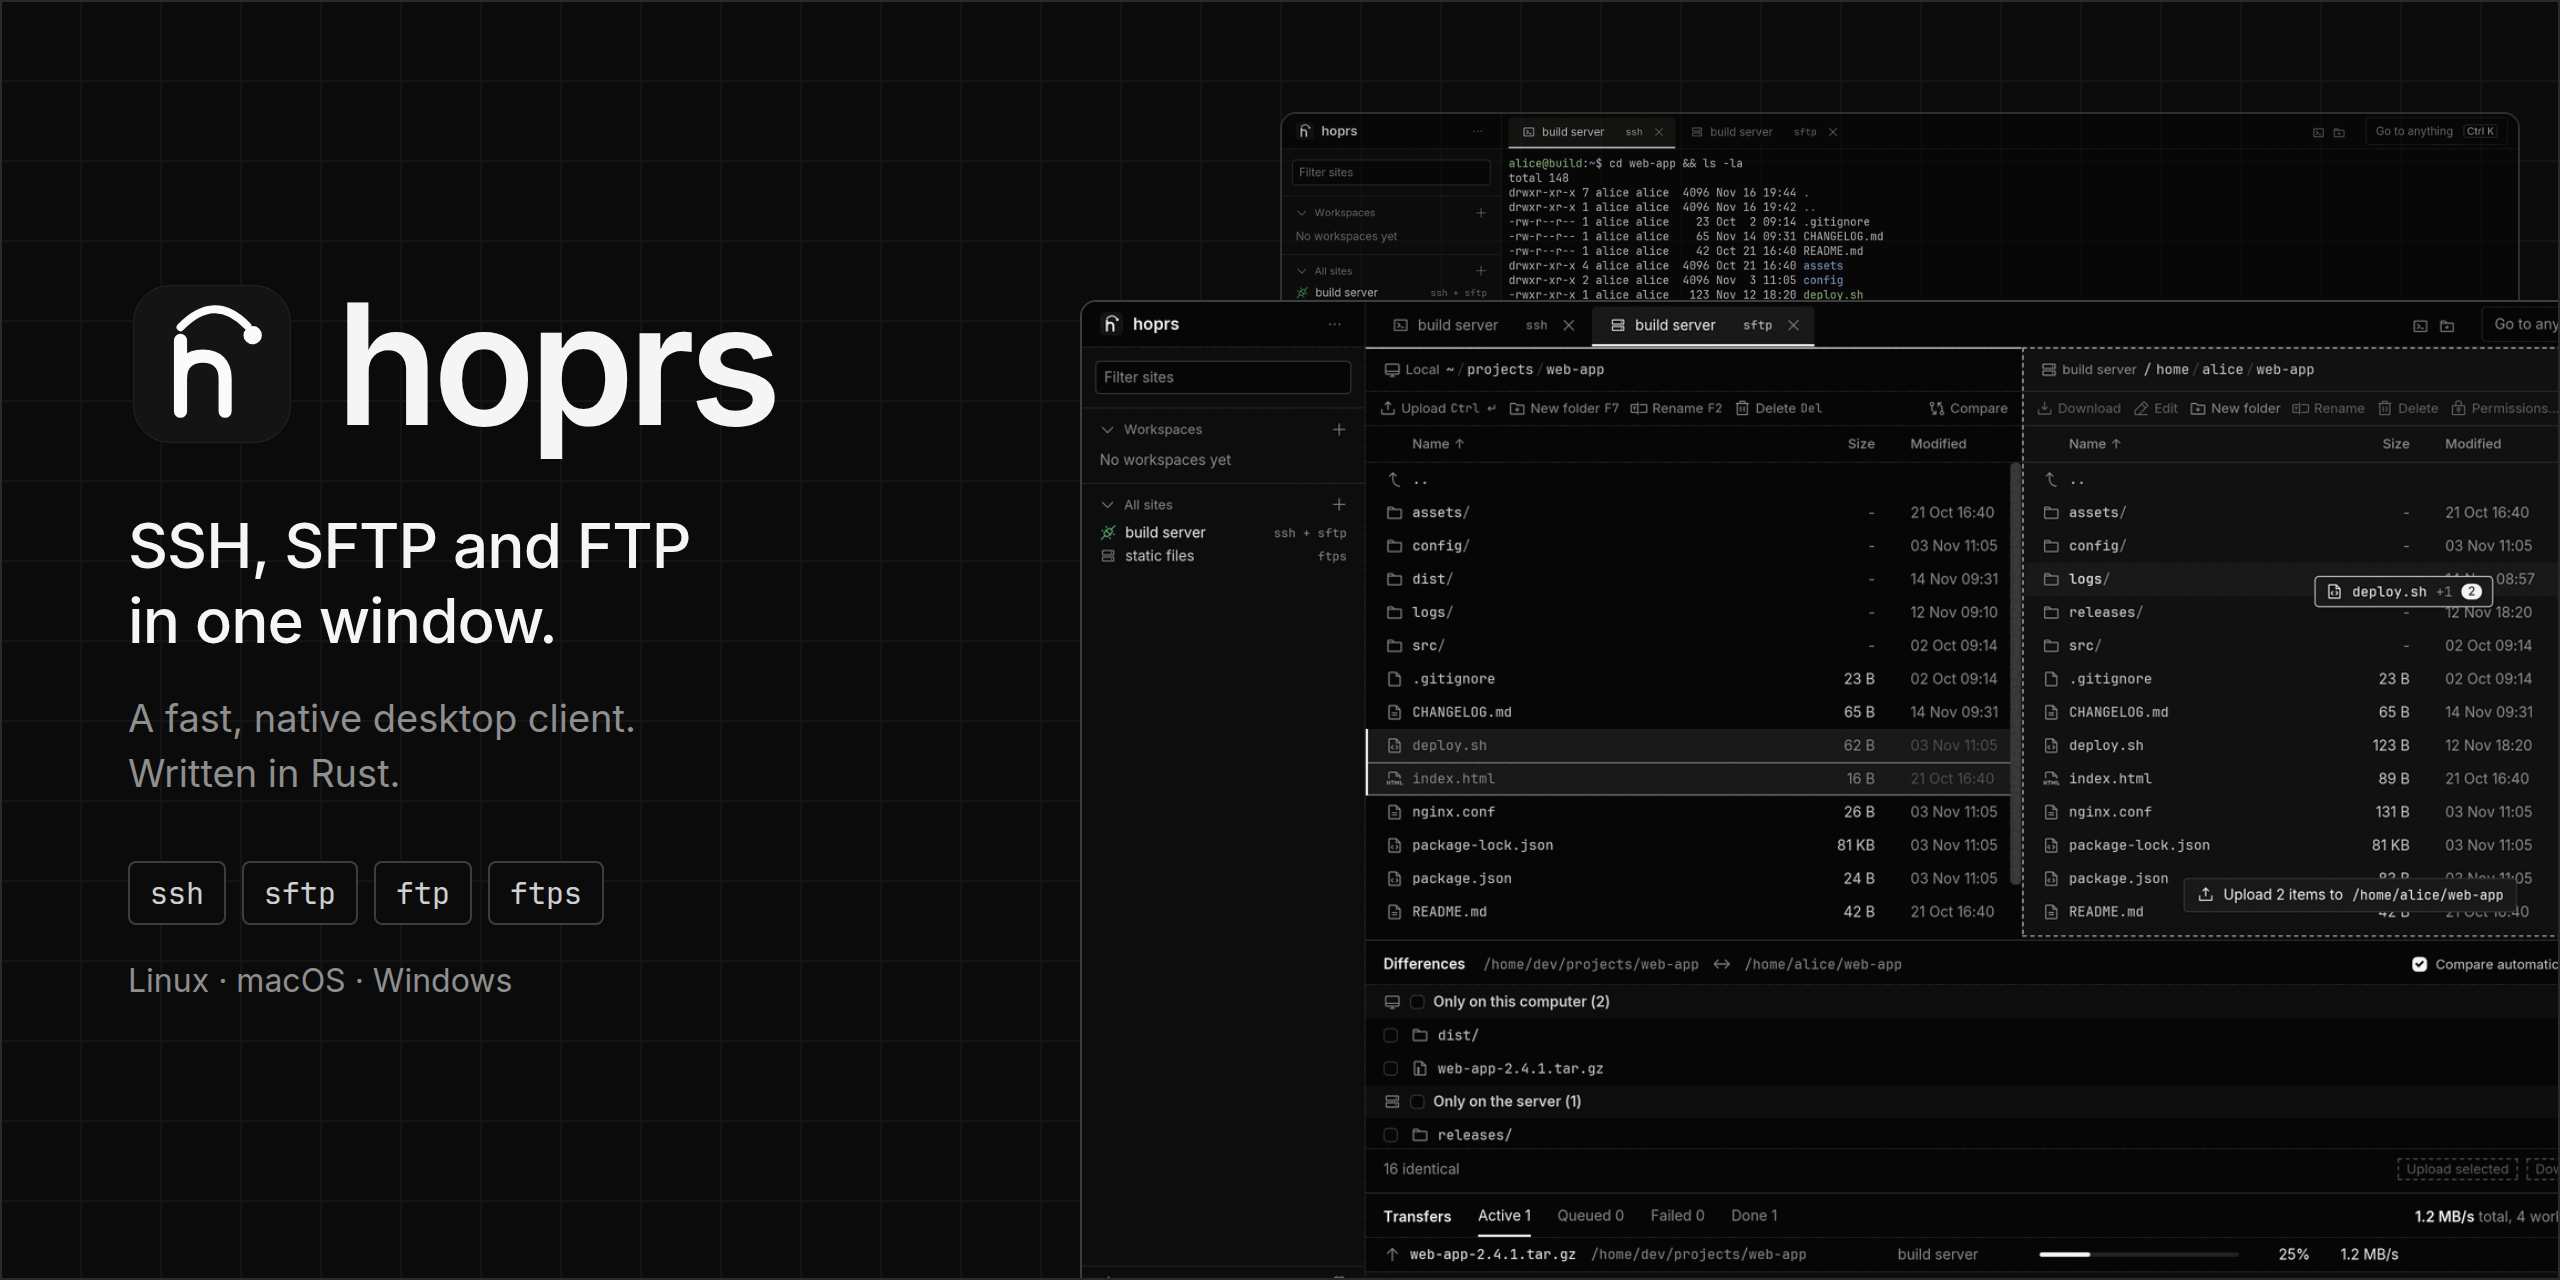 hoprs
SSH, SFTP and FTP
in one window.
A fast, native desktop client.
Written in Rust.
ssh sftp ftp ftps
Linux · macOS · Windows
hoprs ··· build server ssh build server sftp Go to anything Ctrl K
Filter sites
Workspaces
No workspaces yet
All sites
build server ssh + sftp
alice@build:~$ cd web-app && ls -la
total 148
drwxr-xr-x 7 alice alice 4096 Nov 16 19:44 .
drwxr-xr-x 1 alice alice 4096 Nov 16 19:42 ..
-rw-r--r-- 1 alice alice 23 Oct 2 09:14 .gitignore
-rw-r--r-- 1 alice alice 65 Nov 14 09:31 CHANGELOG.md
-rw-r--r-- 1 alice alice 42 Oct 21 16:40 README.md
drwxr-xr-x 4 alice alice 4096 Oct 21 16:40 assets
drwxr-xr-x 2 alice alice 4096 Nov 3 11:05 config
-rwxr-xr-x 1 alice alice 123 Nov 12 18:20 deploy.sh
hoprs ··· build server ssh build server sftp Go to any
Filter sites
Workspaces
No workspaces yet
All sites
build server ssh + sftp
static files ftps
Local ~ / projects / web-app
Upload Ctrl ↵ New folder F7 Rename F2 Delete Del Compare
Name ↑ Size Modified
..
assets/ - 21 Oct 16:40
config/ - 03 Nov 11:05
dist/ - 14 Nov 09:31
logs/ - 12 Nov 09:10
src/ - 02 Oct 09:14
.gitignore 23 B 02 Oct 09:14
CHANGELOG.md 65 B 14 Nov 09:31
deploy.sh 62 B 03 Nov 11:05
index.html 16 B 21 Oct 16:40
nginx.conf 26 B 03 Nov 11:05
package-lock.json 81 KB 03 Nov 11:05
package.json 24 B 03 Nov 11:05
README.md 42 B 21 Oct 16:40
build server / home / alice / web-app
Download Edit New folder Rename Delete Permissions...
Name ↑ Size Modified
..
assets/ - 21 Oct 16:40
config/ - 03 Nov 11:05
logs/ 08:57
deploy.sh +1 2
releases/ - 12 Nov 18:20
src/ - 02 Oct 09:14
.gitignore 23 B 02 Oct 09:14
CHANGELOG.md 65 B 14 Nov 09:31
deploy.sh 123 B 12 Nov 18:20
index.html 89 B 21 Oct 16:40
nginx.conf 131 B 03 Nov 11:05
package-lock.json 81 KB 03 Nov 11:05
package.json
Upload 2 items to /home/alice/web-app
README.md
Differences /home/dev/projects/web-app ↔ /home/alice/web-app Compare automatic
Only on this computer (2)
dist/
web-app-2.4.1.tar.gz
Only on the server (1)
releases/
16 identical Upload selected Dow
Transfers Active 1 Queued 0 Failed 0 Done 1 1.2 MB/s total, 4 worl
↑ web-app-2.4.1.tar.gz /home/dev/projects/web-app build server 25% 1.2 MB/s